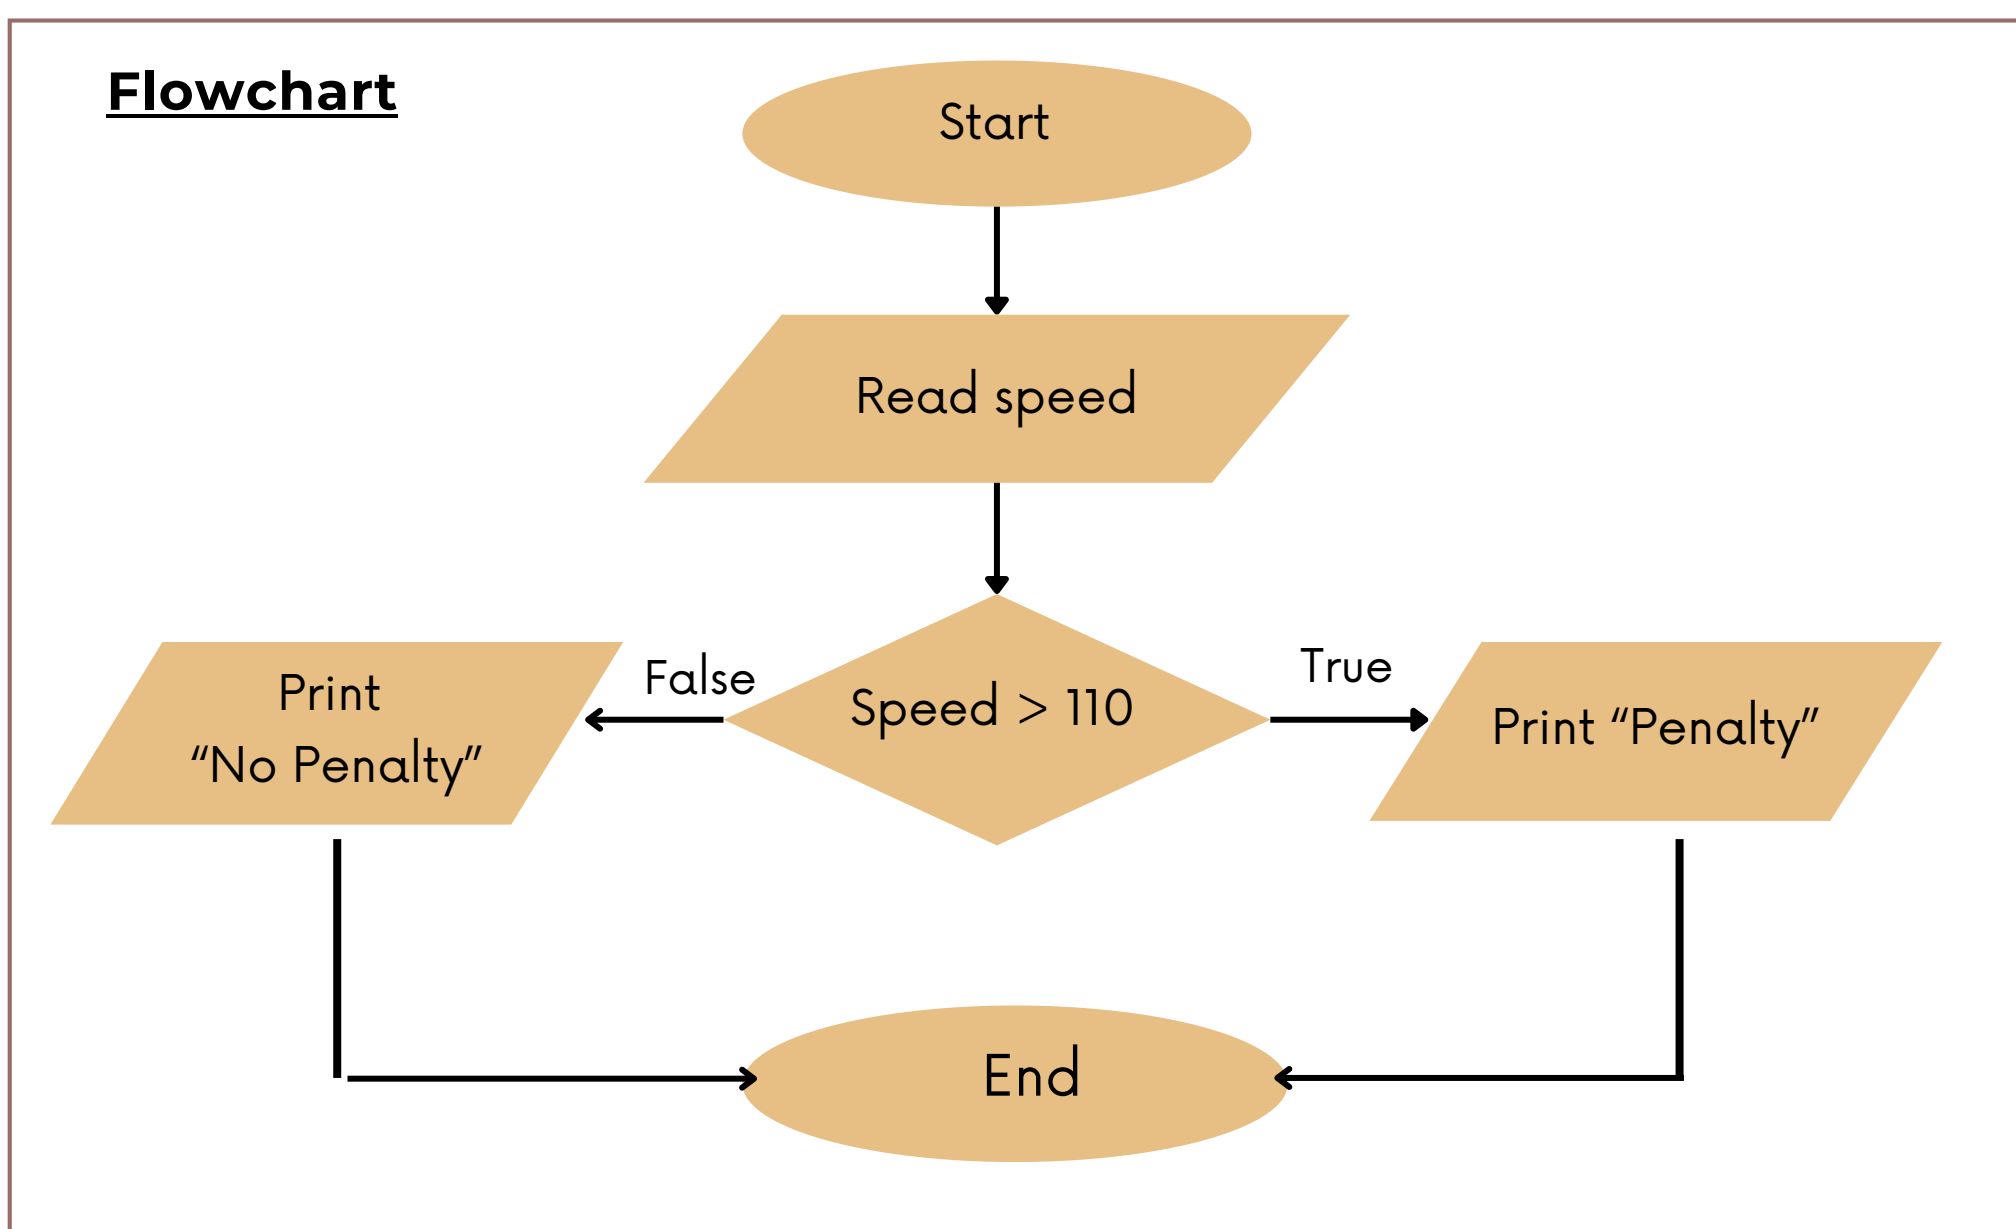 Flowchart
Start
Read speed
False
True
Print
“No Penalty”
Speed > 110
Print “Penalty”
End